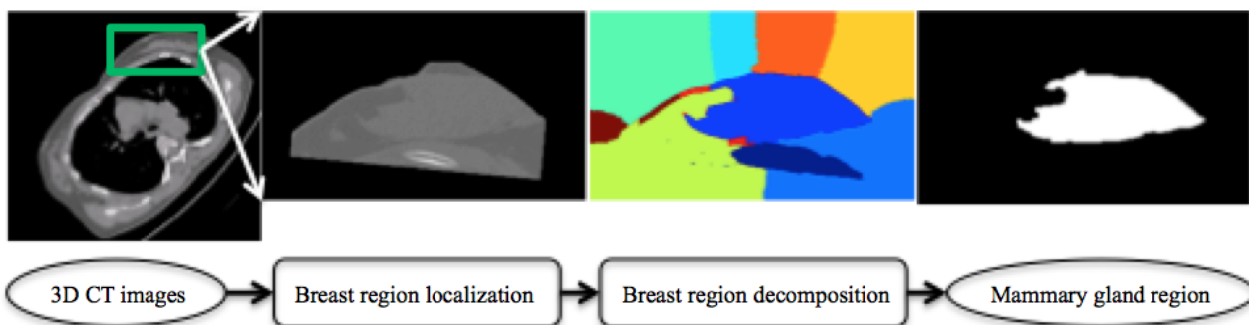 3D CT images
Breast region localization
Breast region decomposition
Mammary gland region